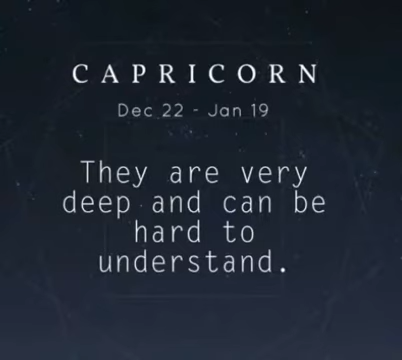 CAPRICORN
Dec 22 - Jan 19
They are very
deep and can be
hard to
understand.